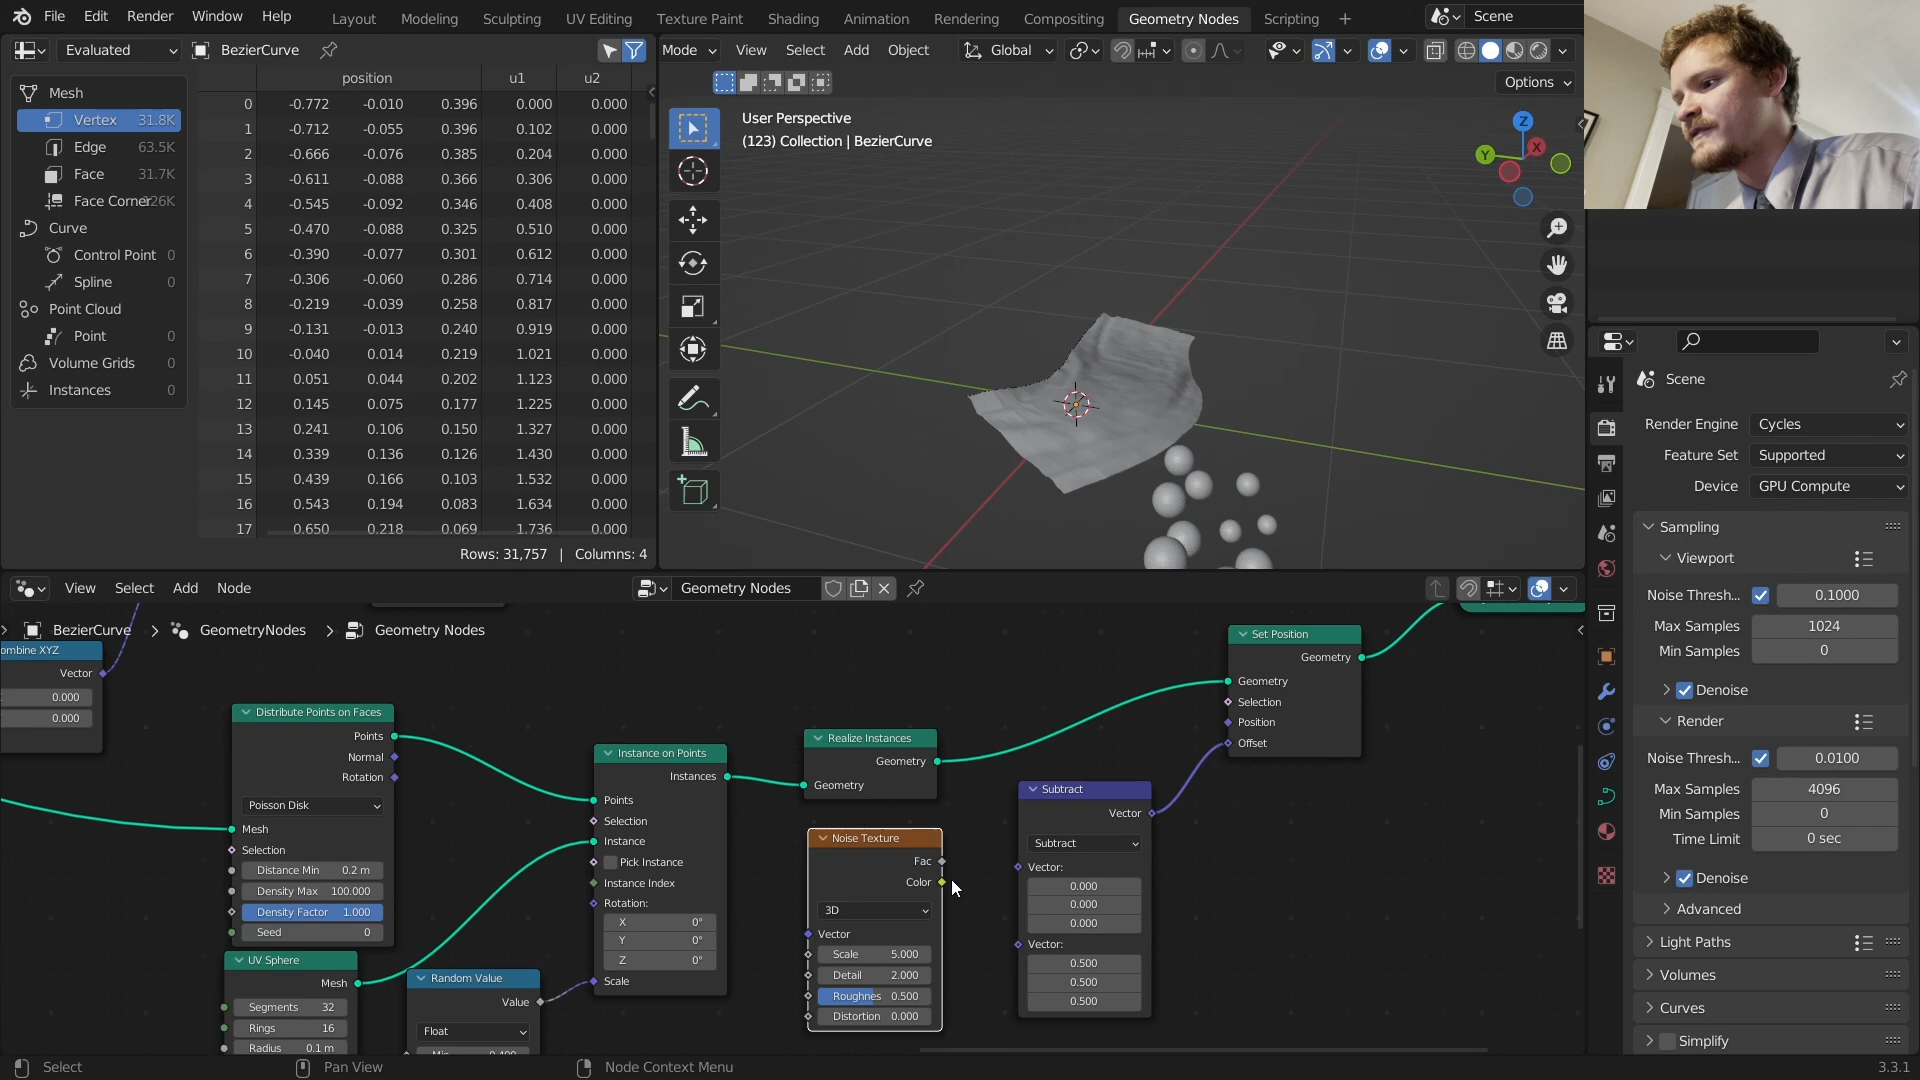 File Edit Render Window Help Layout Modeling Sculpting UV Editing Texture Paint Shading Animation Rendering Compositing Geometry Nodes Scripting + Scene
Evaluated BezierCurve
Mode View Select Add Object Global
Options
position u1 u2
Mesh
Vertex 31.8K
Edge 63.5K
Face 31.7K
Face Corner 26K
Curve
Control Point 0
Spline 0
Point Cloud
Point 0
Volume Grids 0
Instances 0
0 -0.772 -0.010 0.396 0.000 0.000
1 -0.712 -0.055 0.396 0.102 0.000
2 -0.666 -0.076 0.385 0.204 0.000
3 -0.611 -0.088 0.366 0.306 0.000
4 -0.545 -0.092 0.346 0.408 0.000
5 -0.470 -0.088 0.325 0.510 0.000
6 -0.390 -0.077 0.301 0.612 0.000
7 -0.306 -0.060 0.286 0.714 0.000
8 -0.219 -0.039 0.258 0.817 0.000
9 -0.131 -0.013 0.240 0.919 0.000
10 -0.040 0.014 0.219 1.021 0.000
11 0.051 0.044 0.202 1.123 0.000
12 0.145 0.075 0.177 1.225 0.000
13 0.241 0.106 0.150 1.327 0.000
14 0.339 0.136 0.126 1.430 0.000
15 0.439 0.166 0.103 1.532 0.000
16 0.543 0.194 0.083 1.634 0.000
17 0.650 0.218 0.069 1.736 0.000
Rows: 31,757 | Columns: 4
User Perspective
(123) Collection | BezierCurve
Z
Y
X
View Select Add Node
Geometry Nodes
BezierCurve > GeometryNodes > Geometry Nodes
ombine XYZ
Vector
0.000
0.000
Distribute Points on Faces
Points
Normal
Rotation
Poisson Disk
Mesh
Selection
Distance Min 0.2 m
Density Max 100.000
Density Factor 1.000
Seed 0
UV Sphere
Mesh
Segments 32
Rings 16
Radius 0.1 m
Random Value
Value
Float
Instance on Points
Instances
Points
Selection
Instance
Pick Instance
Instance Index
Rotation:
X 0°
Y 0°
Z 0°
Scale
Realize Instances
Geometry
Geometry
Noise Texture
Fac
Color
3D
Vector
Scale 5.000
Detail 2.000
Roughnes 0.500
Distortion 0.000
Subtract
Vector
Subtract
Vector:
0.000
0.000
0.000
Vector:
0.500
0.500
0.500
Set Position
Geometry
Geometry
Selection
Position
Offset
Scene
Render Engine Cycles
Feature Set Supported
Device GPU Compute
Sampling
Viewport
Noise Thresh... 0.1000
Max Samples 1024
Min Samples 0
Denoise
Render
Noise Thresh... 0.0100
Max Samples 4096
Min Samples 0
Time Limit 0 sec
Denoise
Advanced
Light Paths
Volumes
Curves
Simplify
Select Pan View Node Context Menu 3.3.1